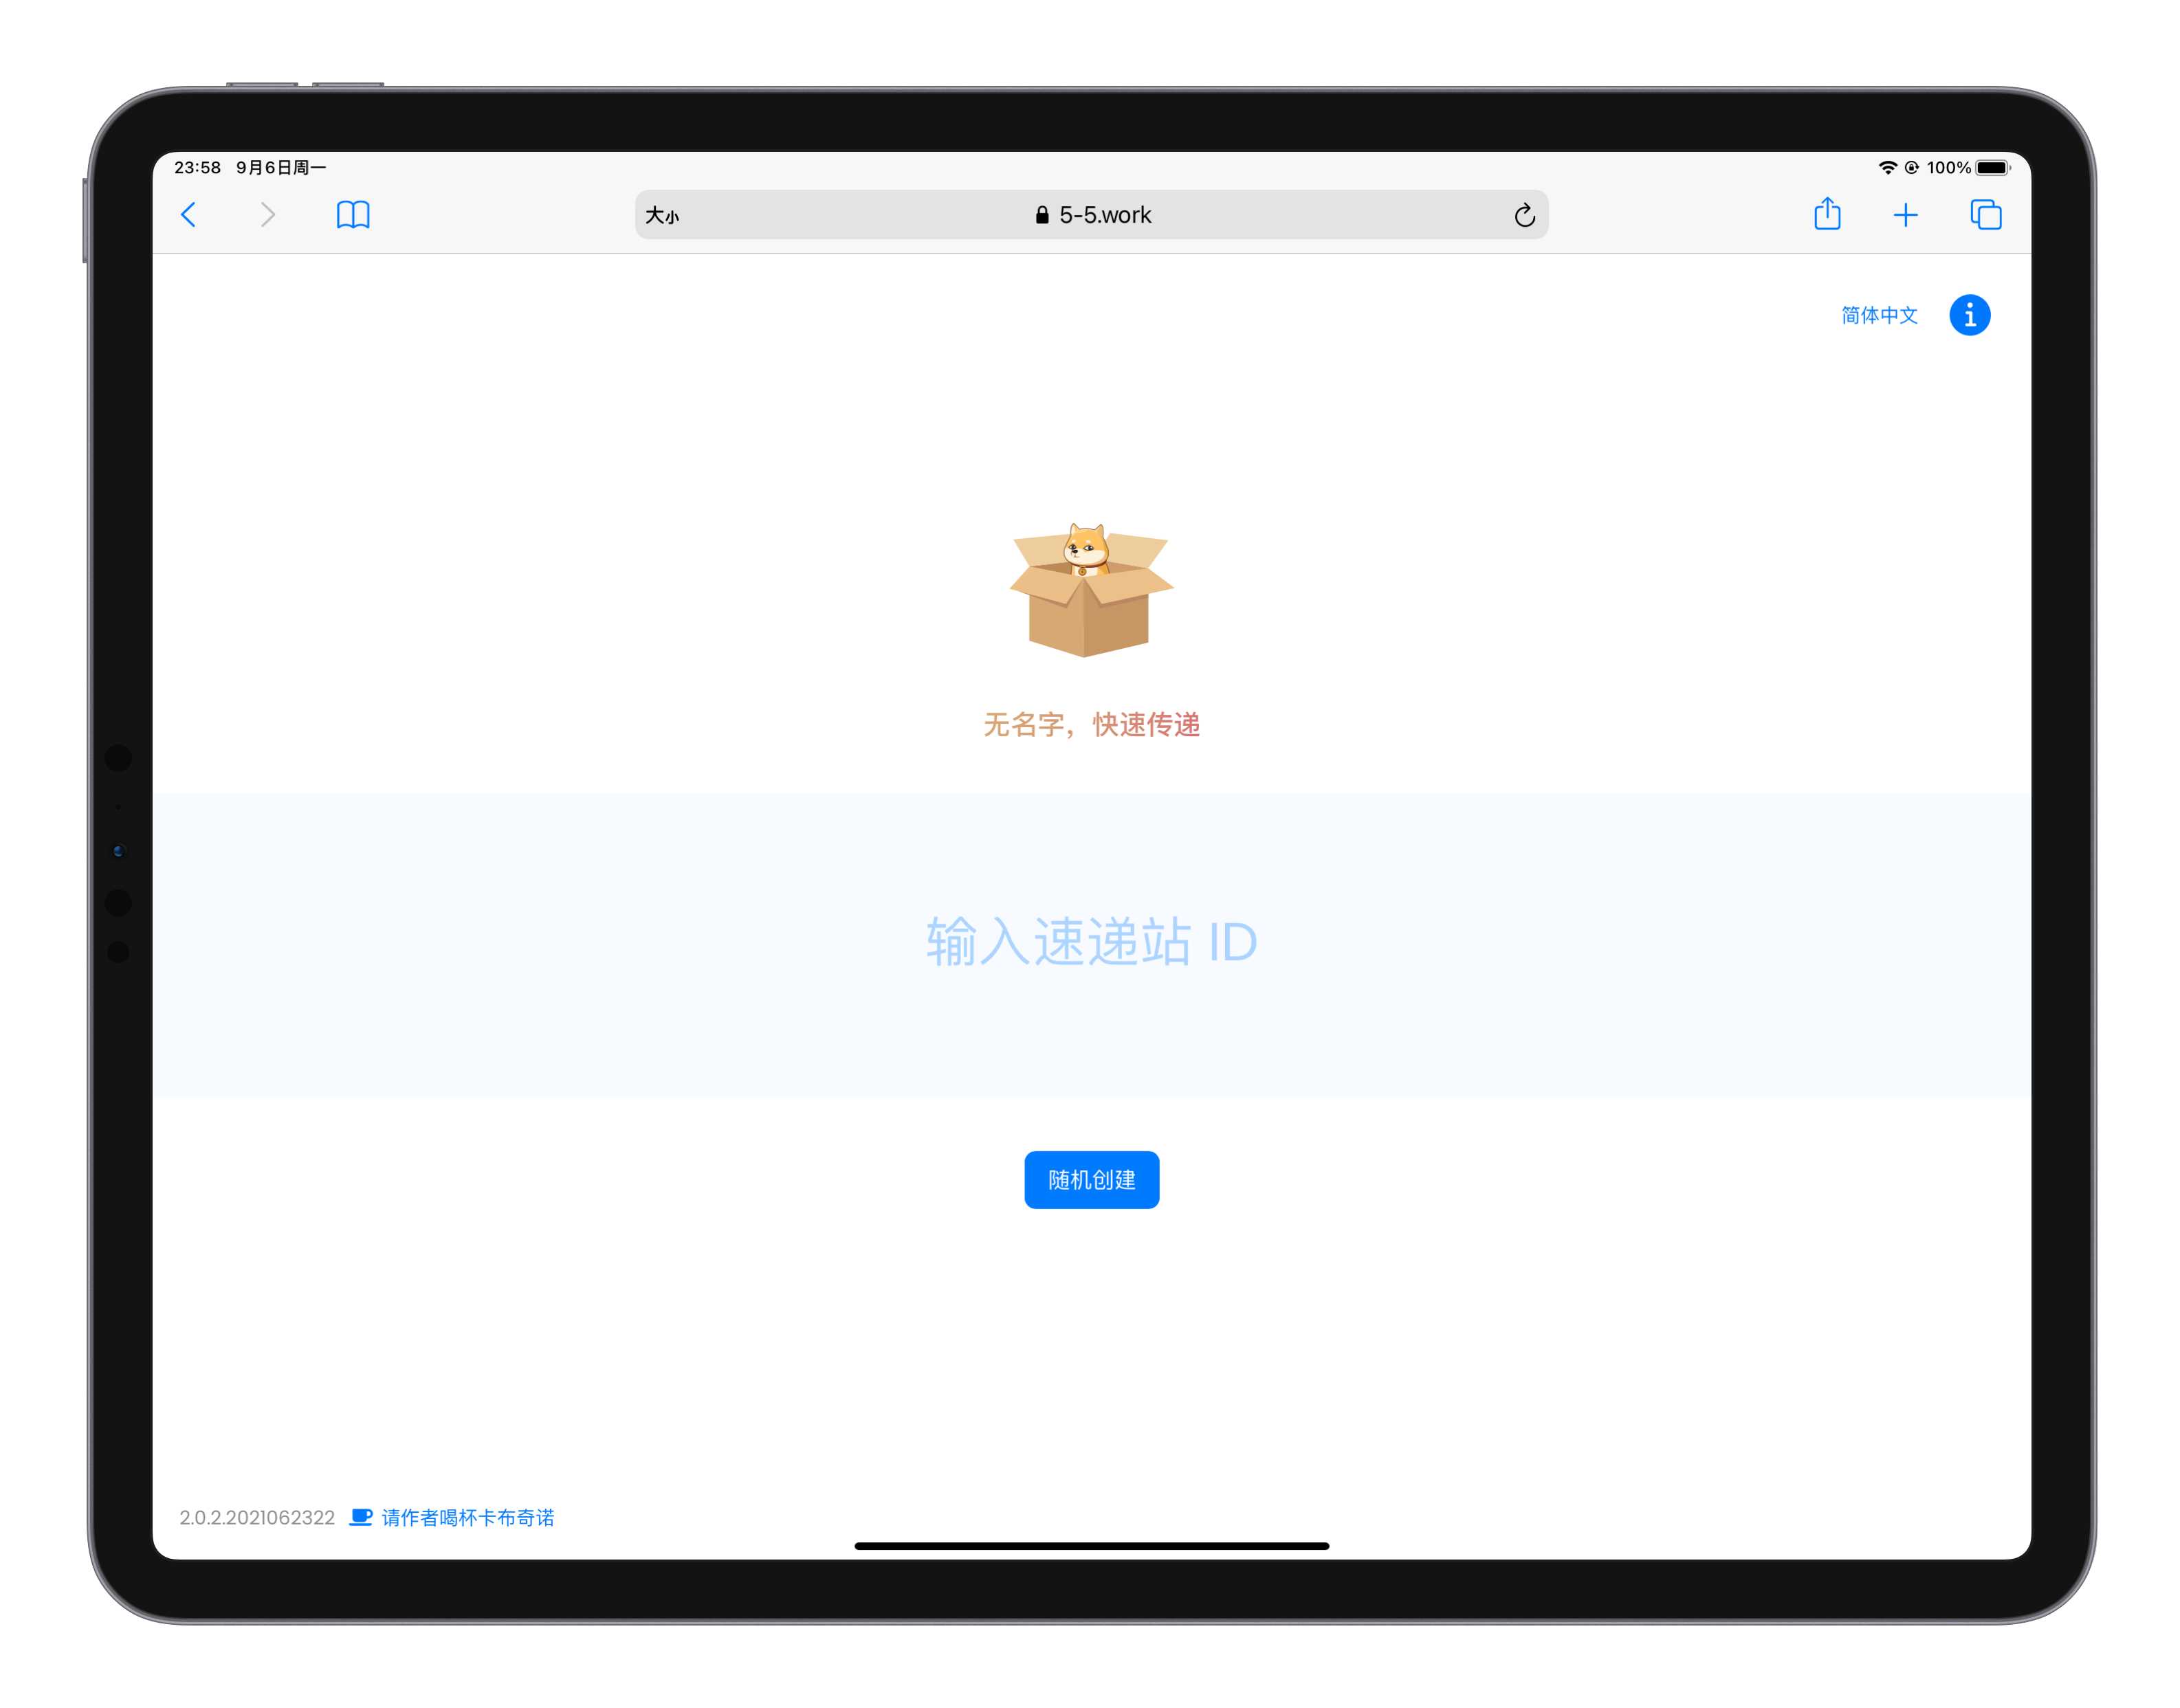 23:58 9月6日周一 100%
大小 5-5.work
简体中文
无名字，快速传递
输入速递站 ID
随机创建
2.0.2.2021062322 请作者喝杯卡布奇诺